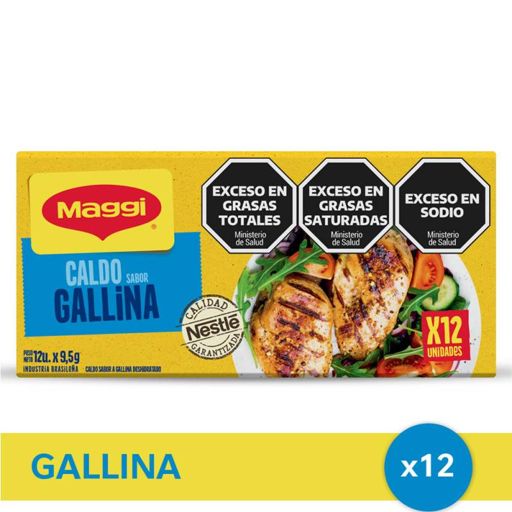 EXCESO EN
GRASAS
TOTALES
Ministerio
de Salud
EXCESO EN
GRASAS
SATURADAS
Ministerio
de Salud
EXCESO EN
SODIO
Ministerio
de Salud
Maggi
CALDO SABOR
GALLINA
CALIDAD
Nestlé
GARANTIZADA
X12
UNIDADES
PESO
NETO 12u. x 9,5g
INDUSTRIA BRASILEÑA
CALDO SABOR A GALLINA DESHIDRATADO
GALLINA
x12